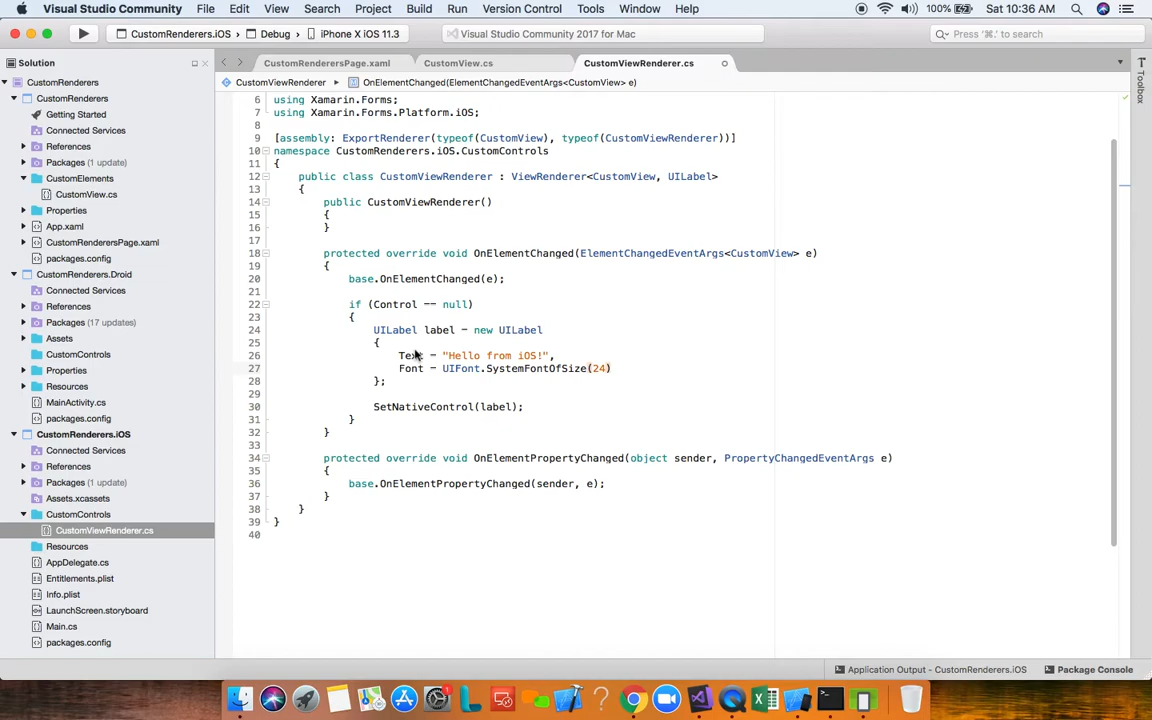 Visual Studio Community File Edit View Search Project Build Run Version Control Tools Window Help 100% Sat 10:36 AM
CustomRenderers.iOS › Debug › iPhone X iOS 11.3 Visual Studio Community 2017 for Mac Press ‘⌘.’ to search
Solution
CustomRenderersPage.xaml CustomView.cs CustomViewRenderer.cs
CustomViewRenderer OnElementChanged(ElementChangedEventArgs<CustomView> e)
Toolbox
CustomRenderers
CustomRenderers
Getting Started
Connected Services
References
Packages (1 update)
CustomElements
CustomView.cs
Properties
App.xaml
CustomRenderersPage.xaml
packages.config
CustomRenderers.Droid
Connected Services
References
Packages (17 updates)
Assets
CustomControls
Properties
Resources
MainActivity.cs
packages.config
CustomRenderers.iOS
Connected Services
References
Packages (1 update)
Assets.xcassets
CustomControls
CustomViewRenderer.cs
Resources
AppDelegate.cs
Entitlements.plist
Info.plist
LaunchScreen.storyboard
Main.cs
packages.config
6 using Xamarin.Forms;
7 using Xamarin.Forms.Platform.iOS;
8
9 [assembly: ExportRenderer(typeof(CustomView), typeof(CustomViewRenderer))]
10 namespace CustomRenderers.iOS.CustomControls
11 {
12 public class CustomViewRenderer : ViewRenderer<CustomView, UILabel>
13 {
14 public CustomViewRenderer()
15 {
16 }
17
18 protected override void OnElementChanged(ElementChangedEventArgs<CustomView> e)
19 {
20 base.OnElementChanged(e);
21
22 if (Control == null)
23 {
24 UILabel label = new UILabel
25 {
26 Text = "Hello from iOS!",
27 Font = UIFont.SystemFontOfSize(24)
28 };
29
30 SetNativeControl(label);
31 }
32 }
33
34 protected override void OnElementPropertyChanged(object sender, PropertyChangedEventArgs e)
35 {
36 base.OnElementPropertyChanged(sender, e);
37 }
38 }
39 }
40
Application Output - CustomRenderers.iOS Package Console